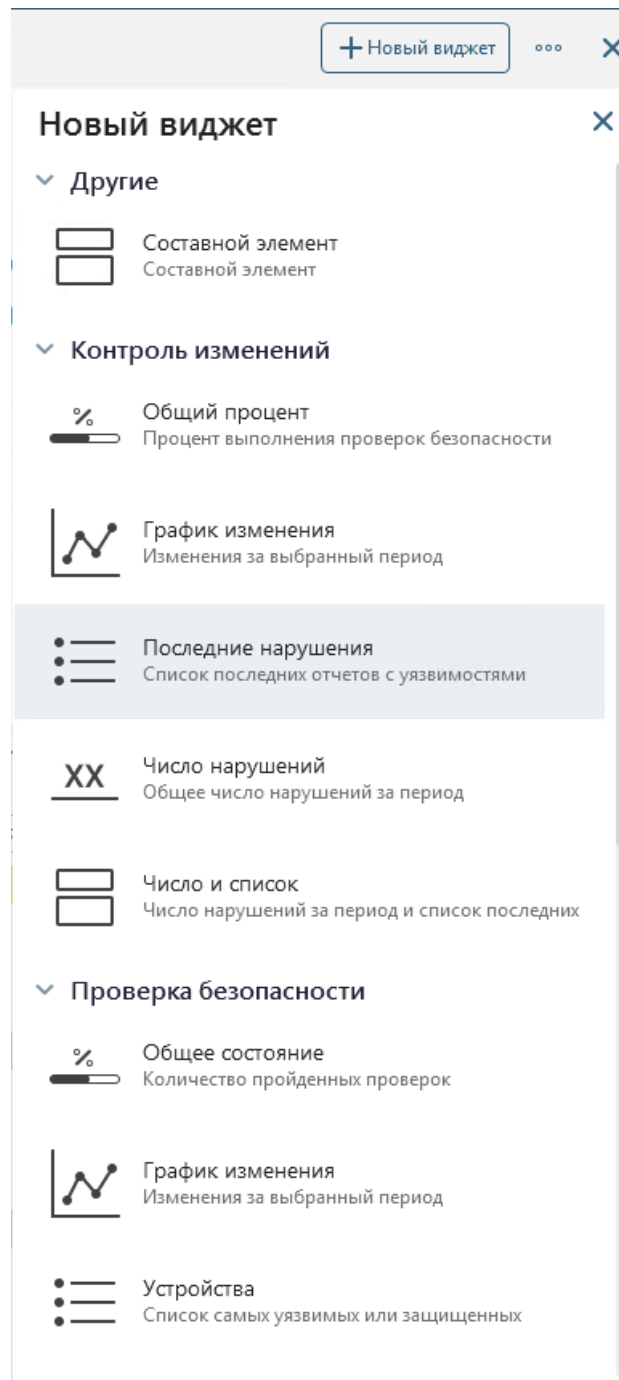 Новый виджет
Новый виджет
Другие
Составной элемент
Составной элемент
Контроль изменений
%
Общий процент
Процент выполнения проверок безопасности
График изменения
Изменения за выбранный период
Последние нарушения
Список последних отчетов с уязвимостями
XX
Число нарушений
Общее число нарушений за период
Число и список
Число нарушений за период и список последних
Проверка безопасности
%
Общее состояние
Количество пройденных проверок
График изменения
Изменения за выбранный период
Устройства
Список самых уязвимых или защищенных